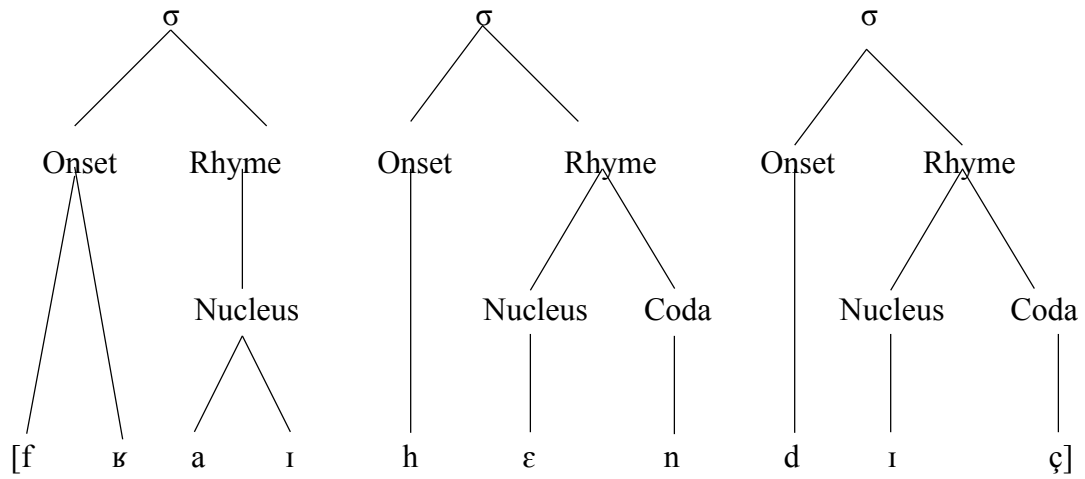 σ σ σ
Onset Rhyme Onset Rhyme Onset Rhyme
Nucleus Nucleus Coda Nucleus Coda
[f ʁ a ɪ h ɛ n d ɪ ç]